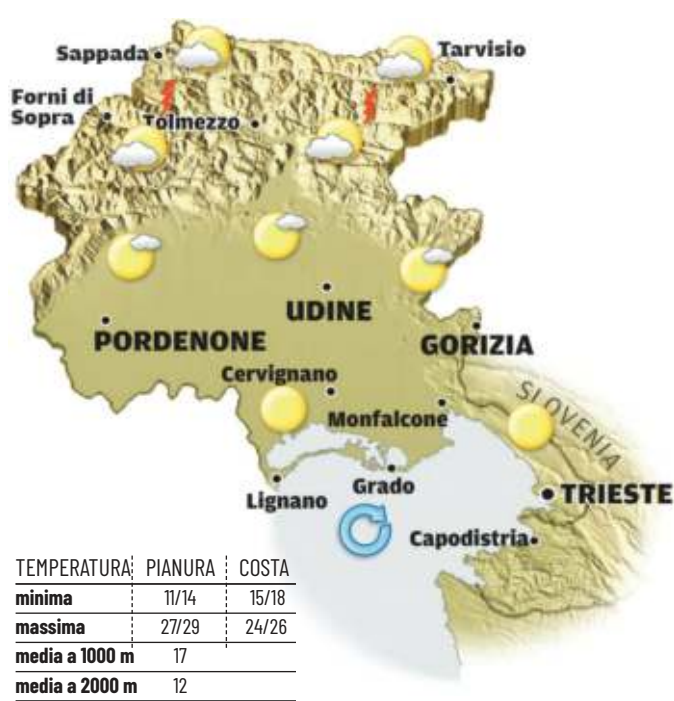 Sappada
Tarvisio
Forni di
Sopra
Tolmezzo
UDINE
PORDENONE
GORIZIA
Cervignano
SLOVENIA
Monfalcone
Grado
Lignano
TRIESTE
Capodistria
TEMPERATURA PIANURA COSTA
minima 11/14 15/18
massima 27/29 24/26
media a 1000 m 17
media a 2000 m 12